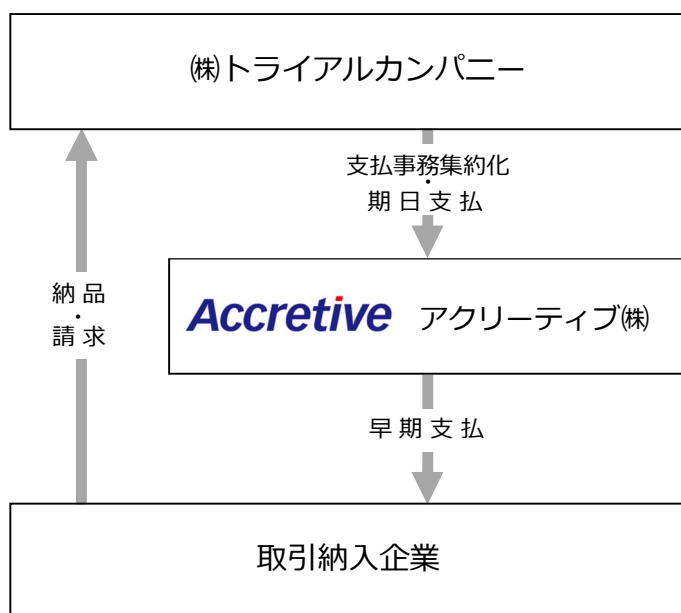 ㈱トライアルカンパニー
支払事務集約化
・
期日支払
納品
・
請求
Accretive アクリーティブ㈱
早期支払
取引納入企業